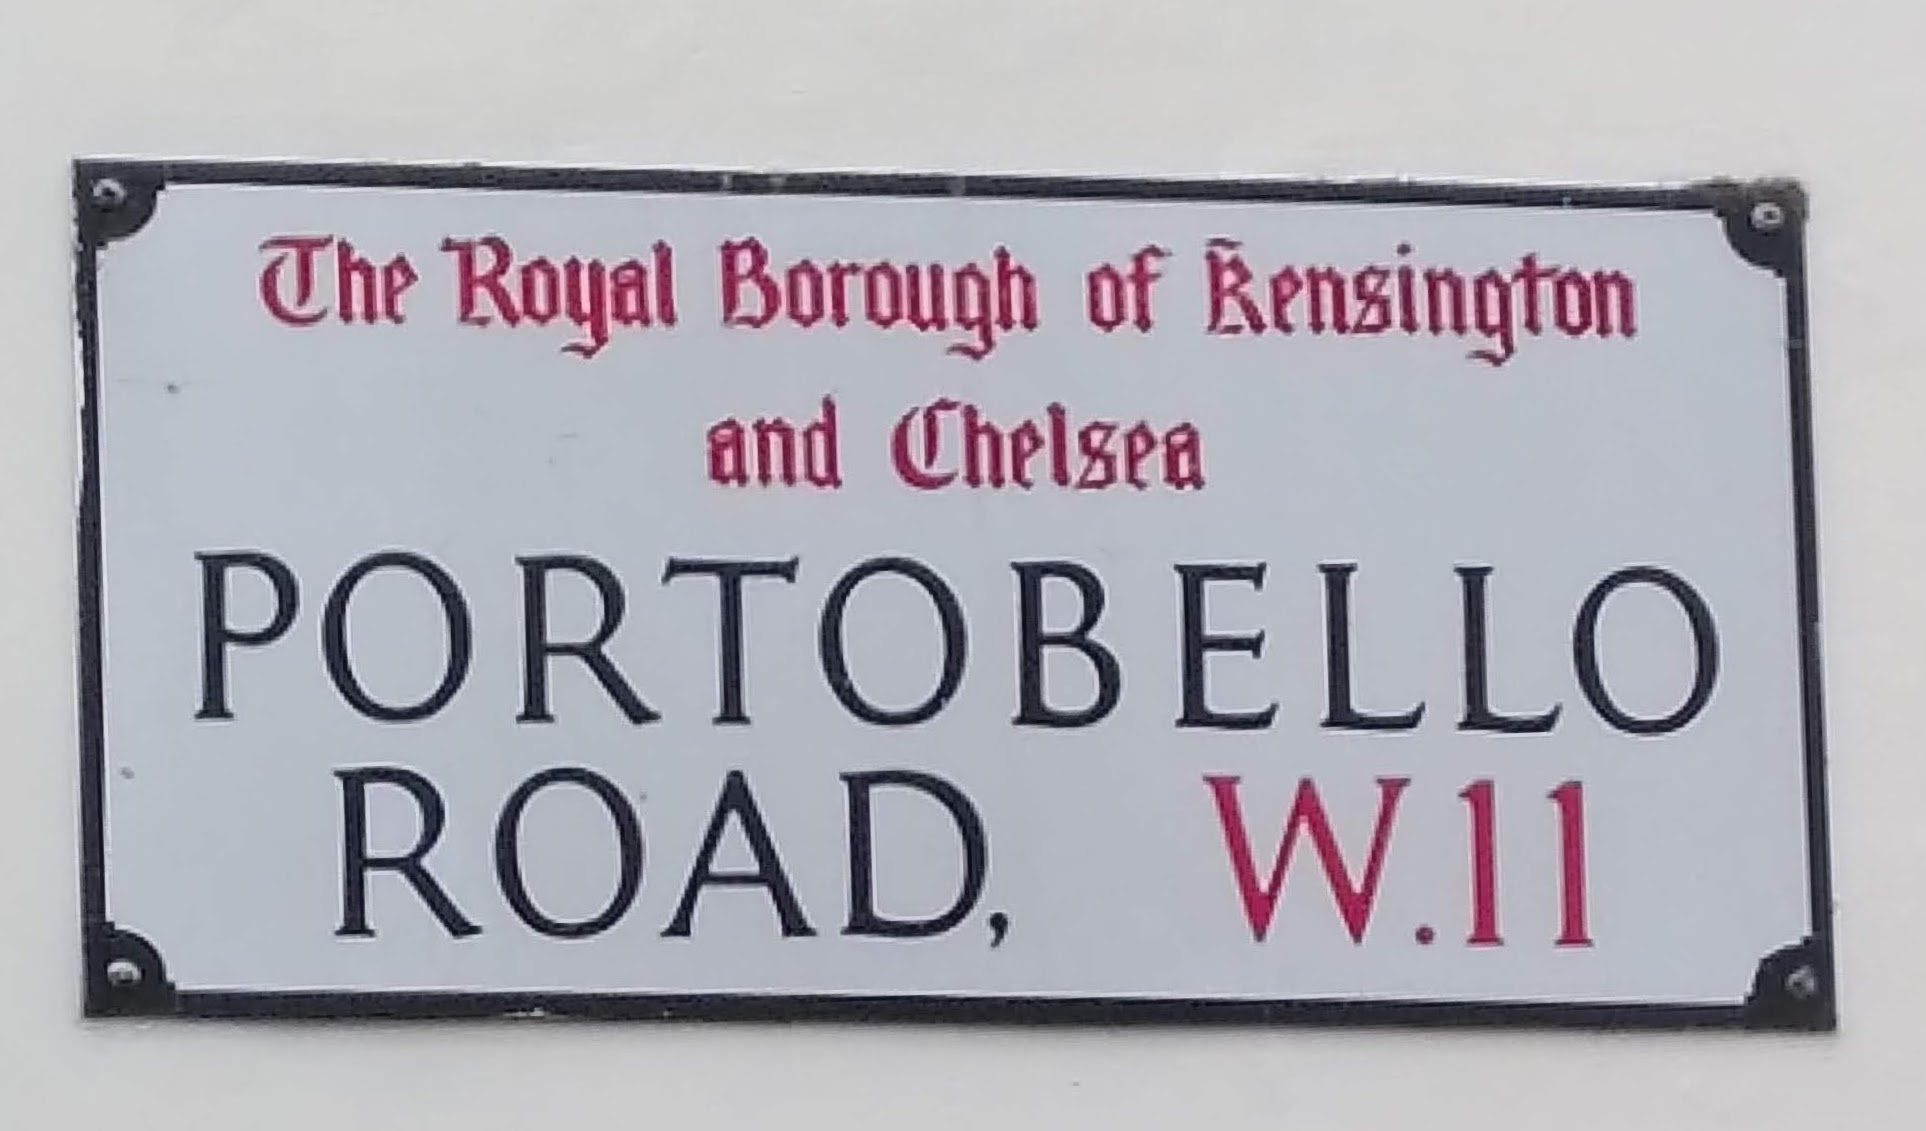 The Royal Borough of Kensington
and Chelsea
PORTOBELLO
ROAD, W.11